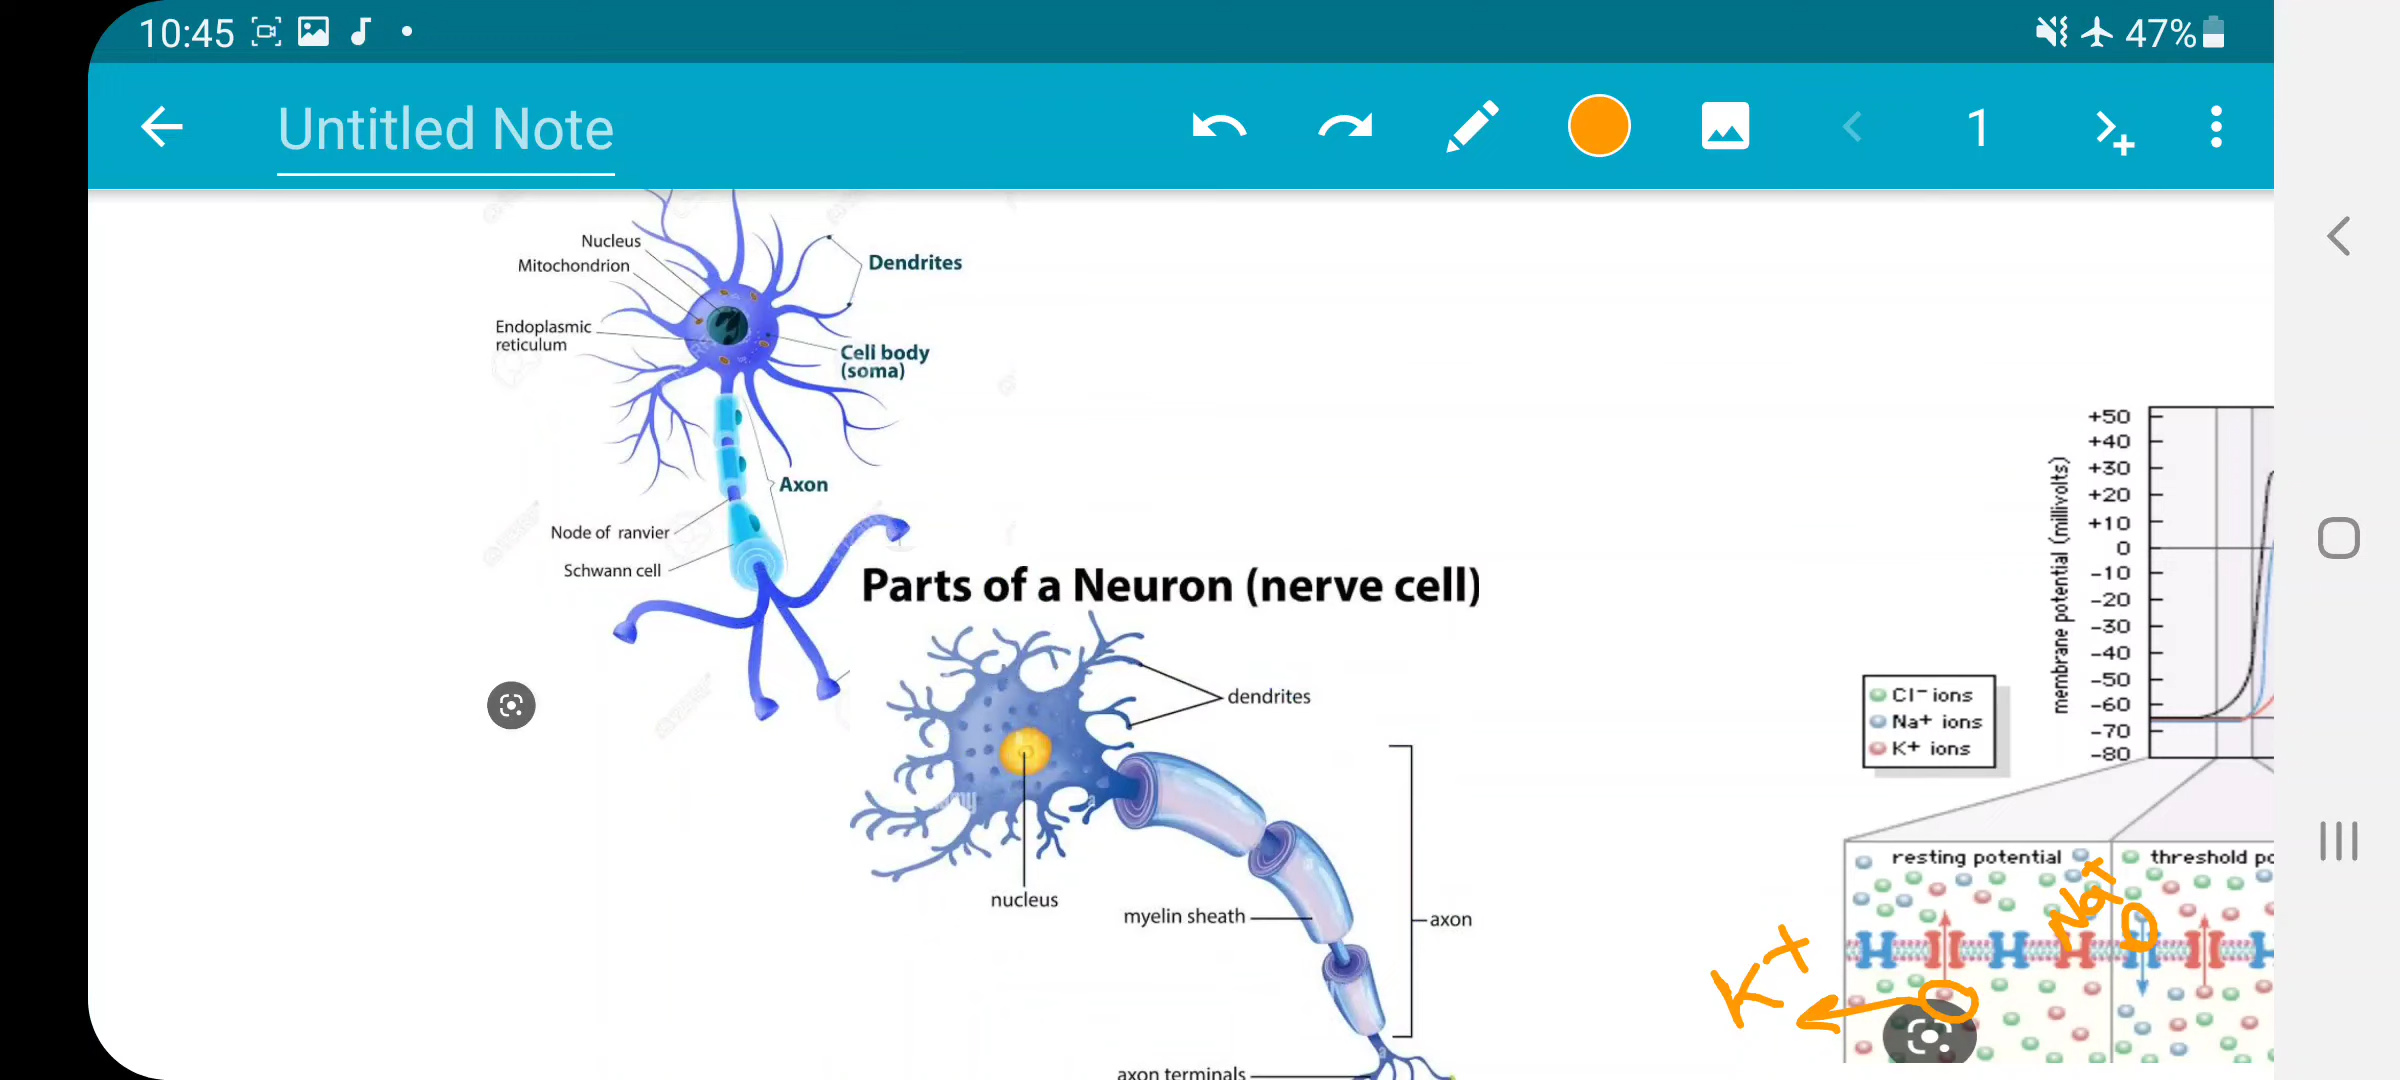 10:45
47%
Untitled Note
1
Nucleus
Mitochondrion
Dendrites
Endoplasmic
reticulum
Cell body
(soma)
Axon
Node of ranvier
Schwann cell
Parts of a Neuron (nerve cell)
dendrites
nucleus
myelin sheath
axon
axon terminals
membrane potential (millivolts)
+50
+40
+30
+20
+10
0
-10
-20
-30
-40
-50
-60
-70
-80
Cl⁻ ions
Na⁺ ions
K⁺ ions
resting potential
threshold po
Na+
K+